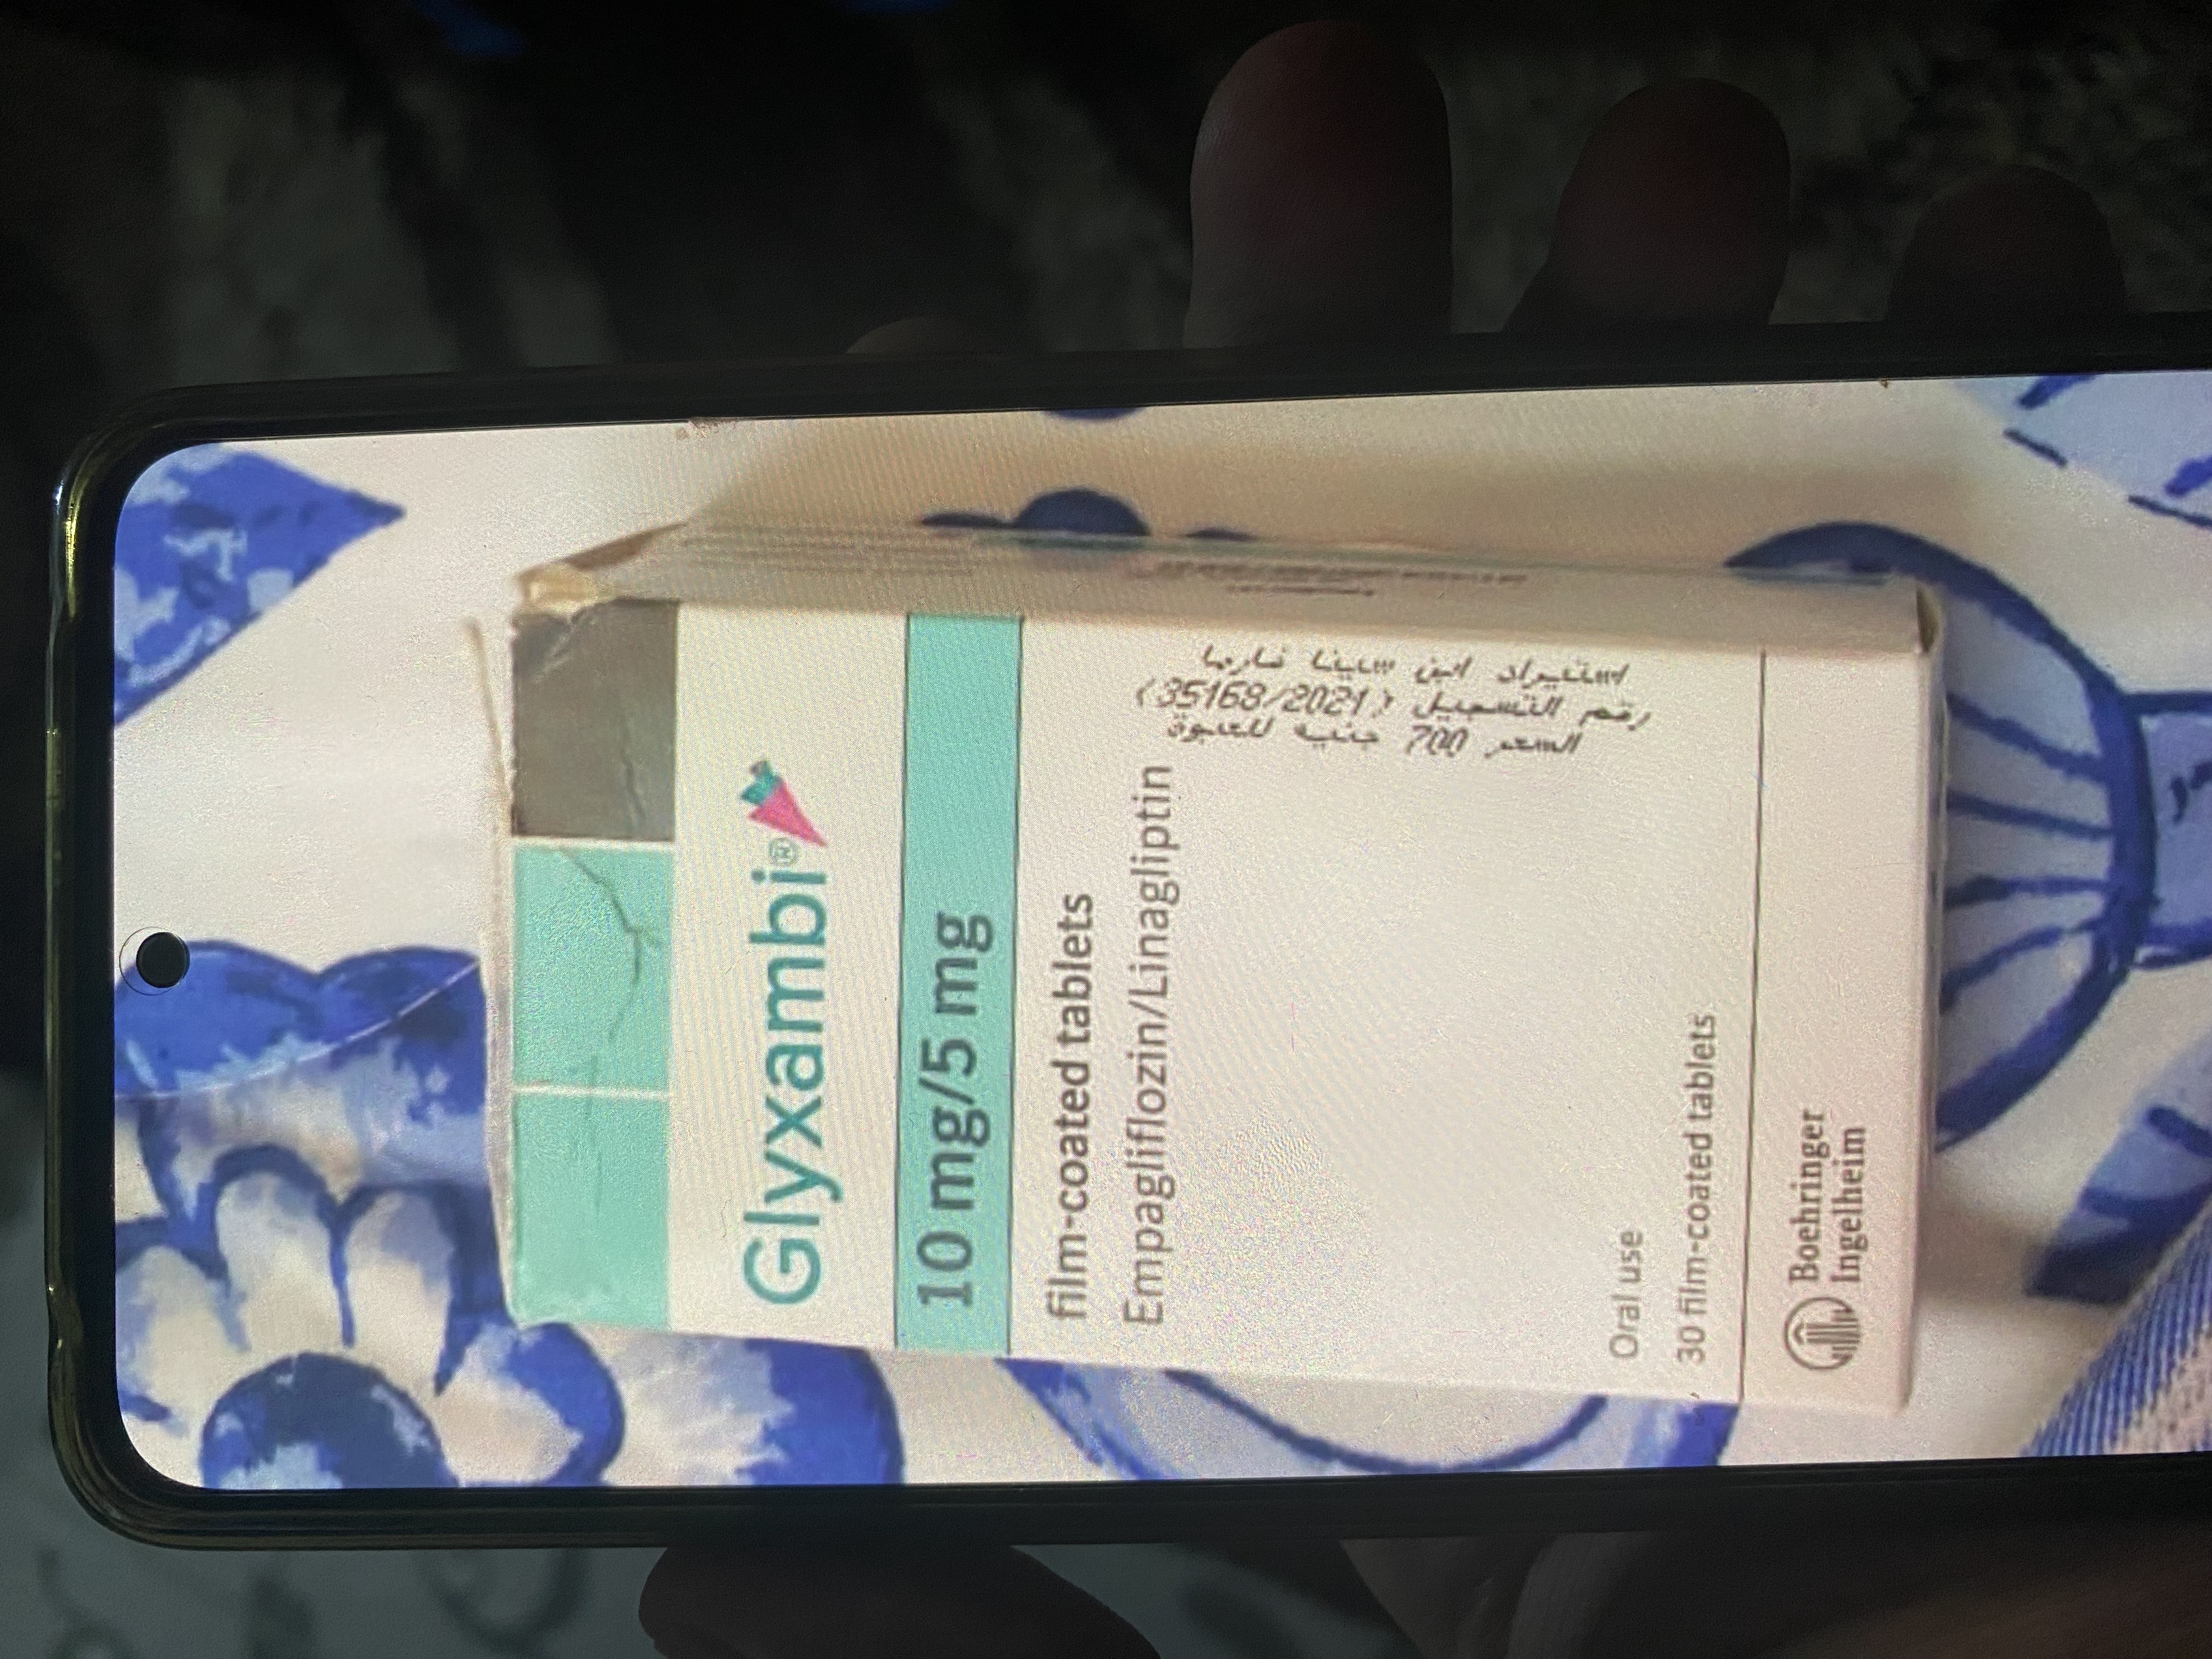 Glyxambi®
10 mg/5 mg
film-coated tablets
Empagliflozin/Linagliptin
استيراد ابن سينا فارما
رقم التسجيل (35168/2021)
السعر 700 جنيه للعبوة
Oral use
30 film-coated tablets
Boehringer
Ingelheim